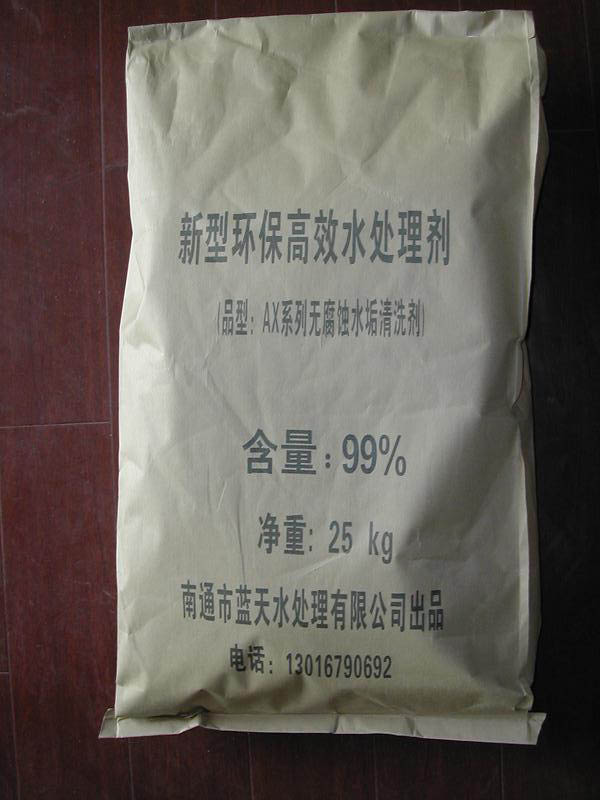 新型环保高效水处理剂
(品型：AX系列无腐蚀水垢清洗剂)
含量：99%
净重：25 kg
南通市蓝天水处理有限公司出品
电话：13016790692